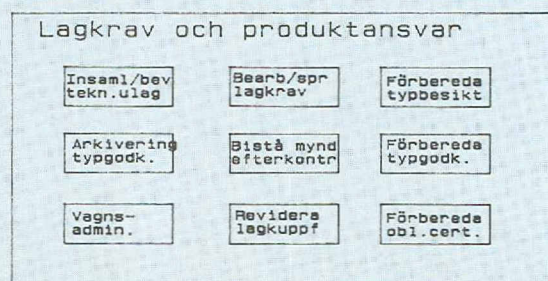 Lagkrav och produktansvar
Insaml/bev
tekn.ulag
Bearb/spr
lagkrav
Förbereda
typbesikt
Arkivering
typgodk.
Bistå mynd
efterkontr
Förbereda
typgodk.
Vagns-
admin.
Revidera
lagkuppf
Förbereda
obl.cert.